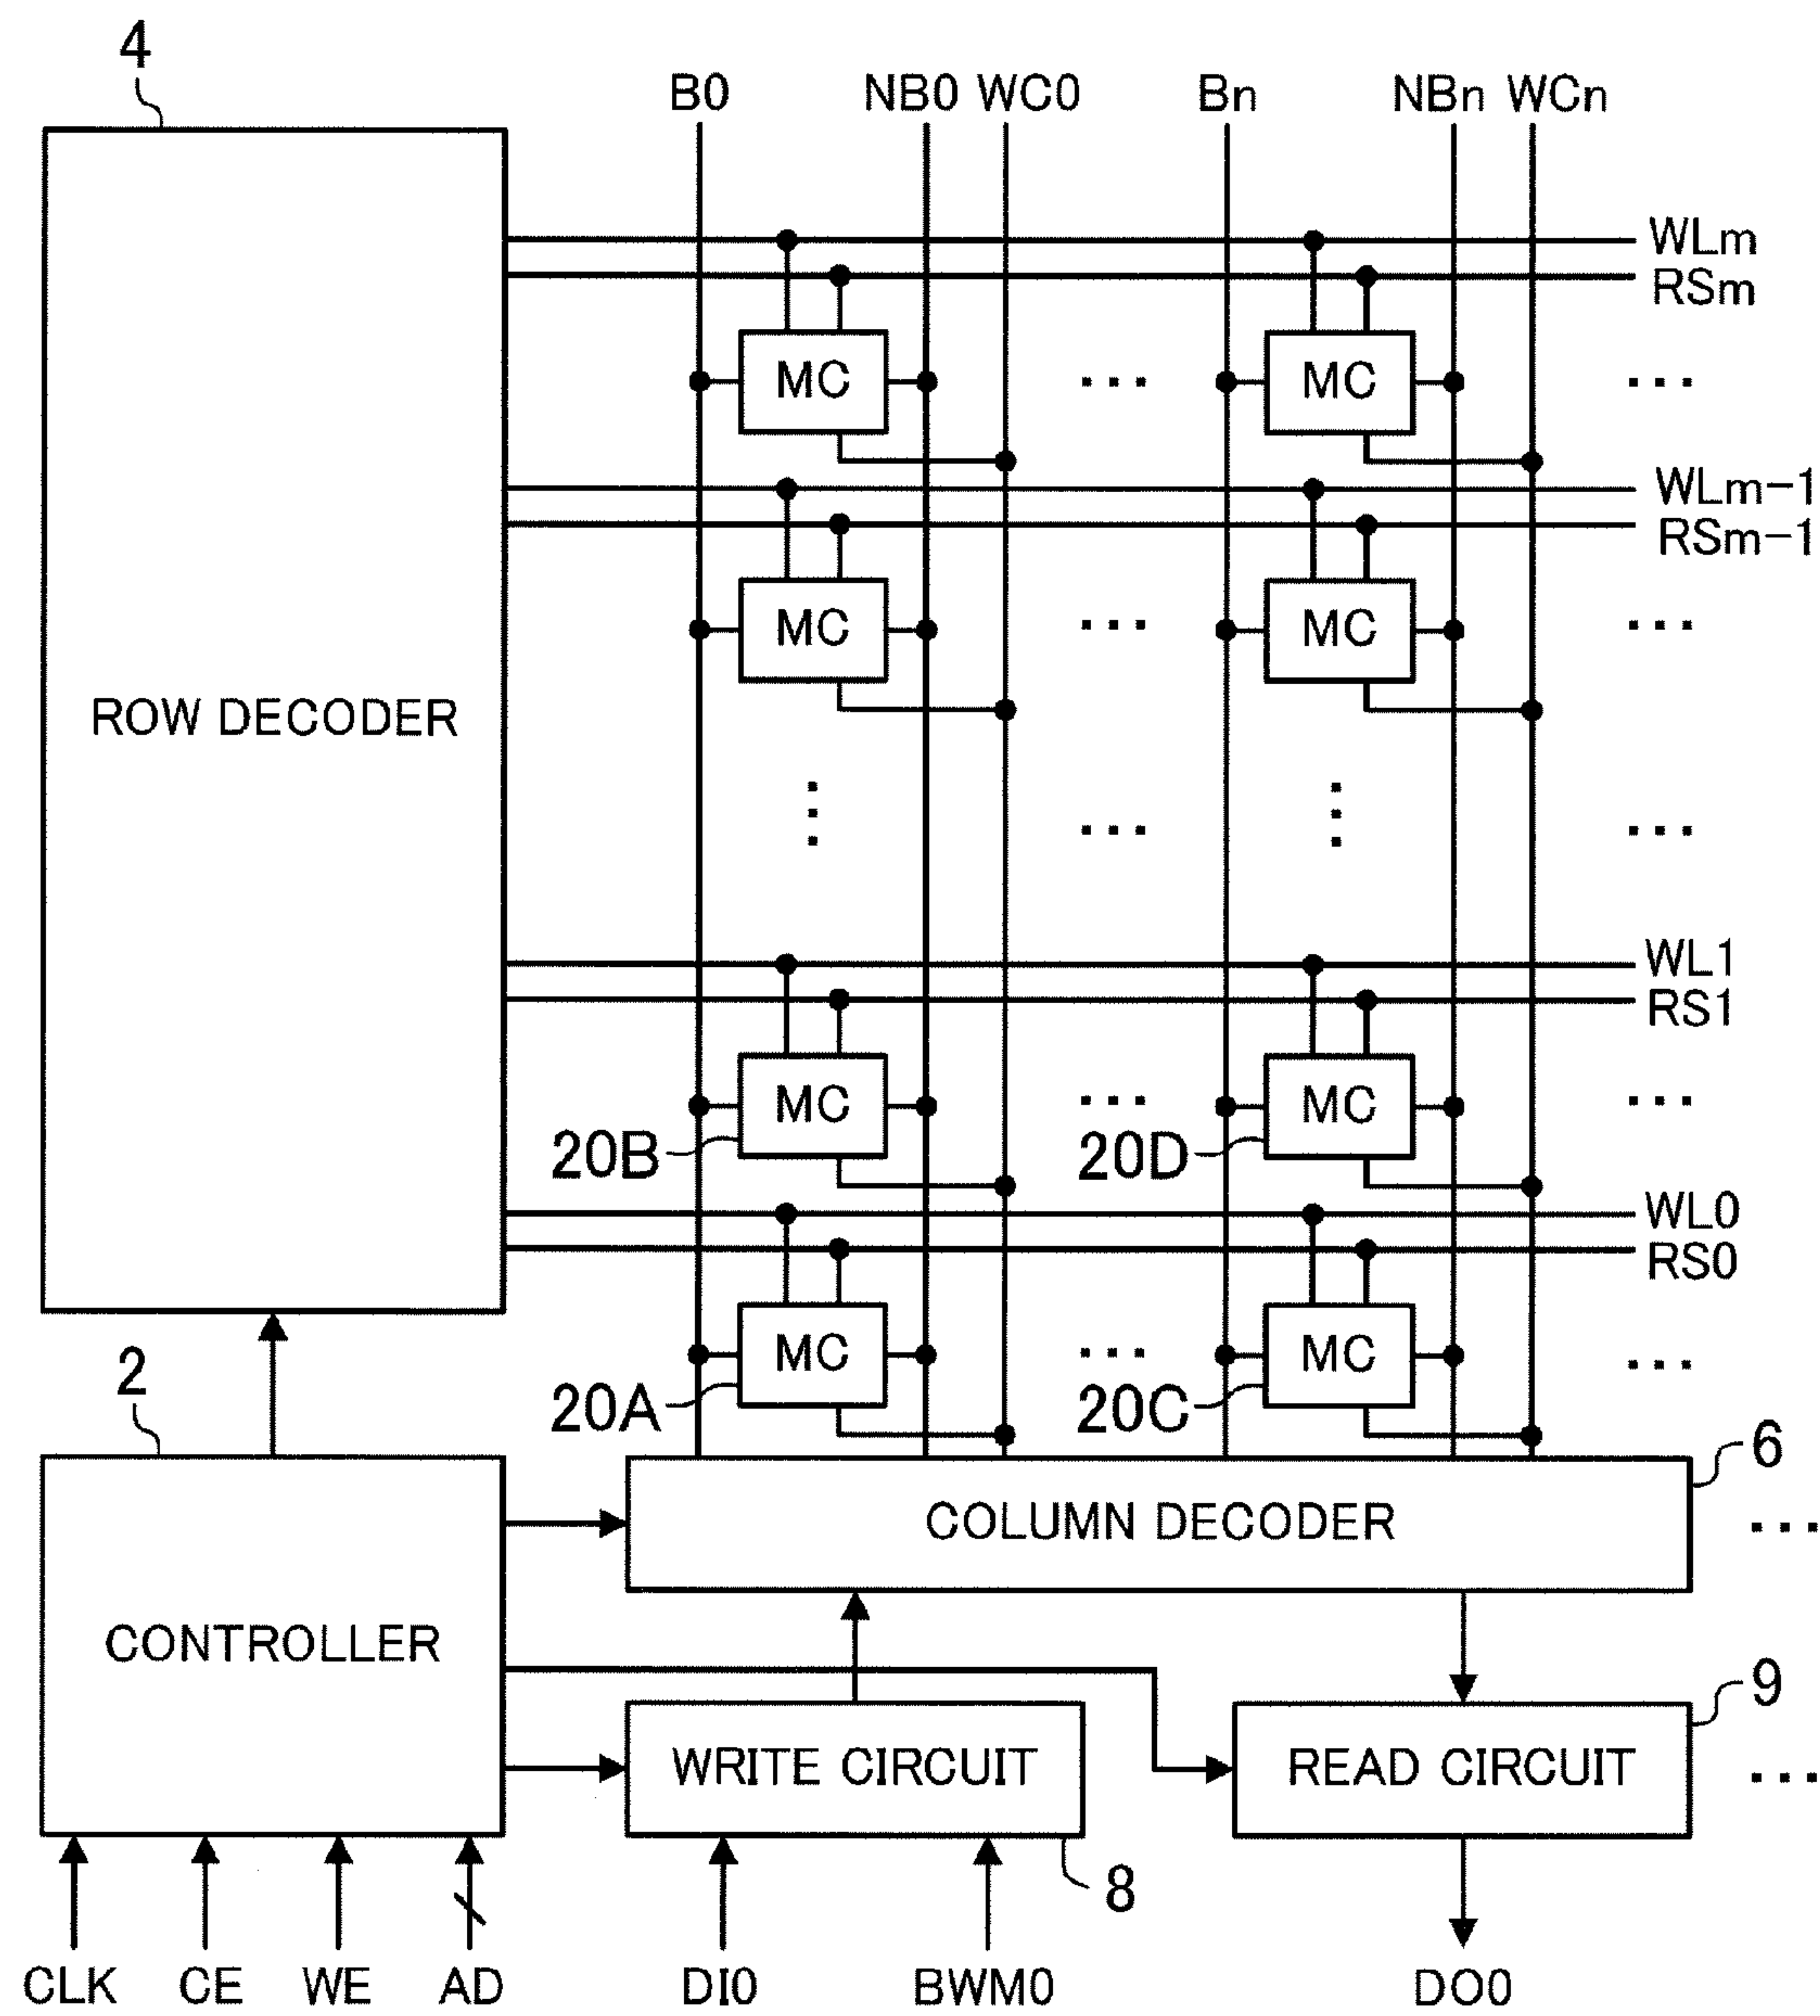 4
B0 NB0 WC0 Bn NBn WCn
WLm
RSm
MC ... MC ...
WLm-1
RSm-1
MC ... MC ...
ROW DECODER
... ... ... ...
WL1
RS1
MC ... MC ...
20B 20D
WL0
RS0
MC ... MC ...
2
20A 20C
6
COLUMN DECODER ...
CONTROLLER
9
WRITE CIRCUIT READ CIRCUIT ...
8
CLK CE WE AD DI0 BWM0 DO0